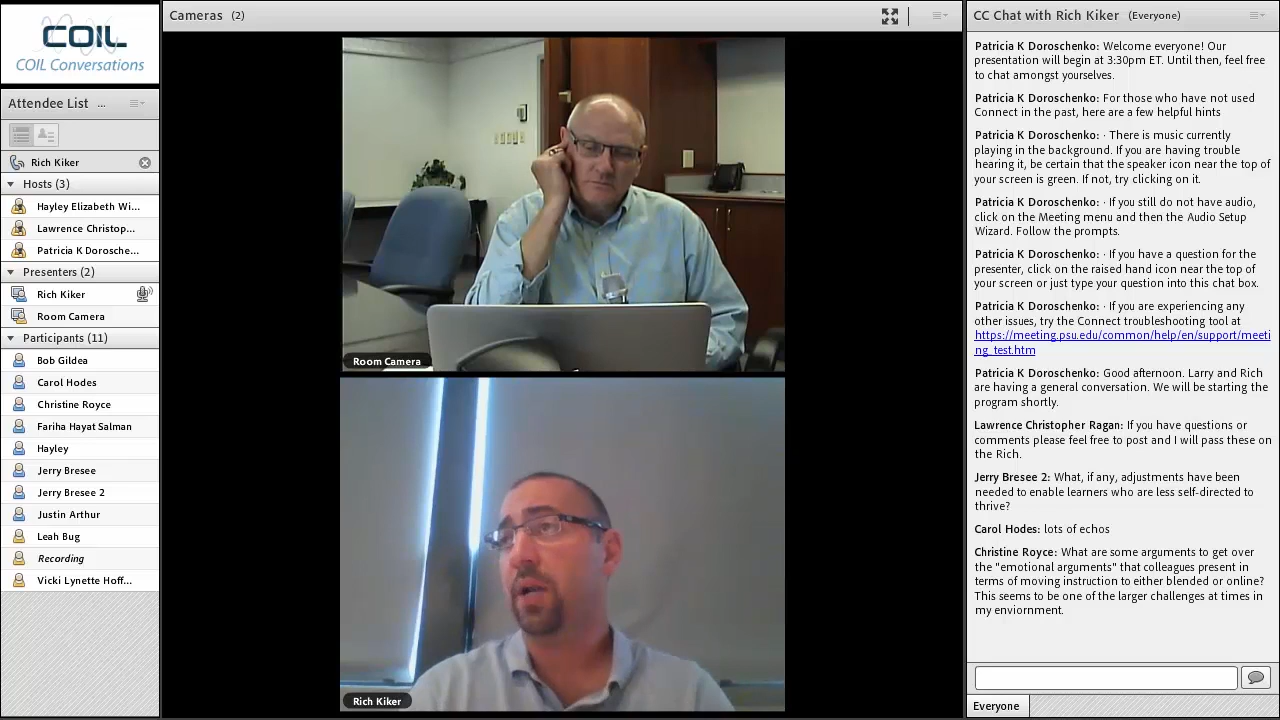 COIL
COIL Conversations
Attendee List ...
Rich Kiker
Hosts (3)
Hayley Elizabeth Wi...
Lawrence Christop...
Patricia K Dorosche...
Presenters (2)
Rich Kiker
Room Camera
Participants (11)
Bob Gildea
Carol Hodes
Christine Royce
Fariha Hayat Salman
Hayley
Jerry Bresee
Jerry Bresee 2
Justin Arthur
Leah Bug
Recording
Vicki Lynette Hoff...
Cameras (2)
Room Camera
Rich Kiker
CC Chat with Rich Kiker (Everyone)
Patricia K Doroschenko: Welcome everyone! Our
presentation will begin at 3:30pm ET. Until then, feel free
to chat amongst yourselves.
Patricia K Doroschenko: For those who have not used
Connect in the past, here are a few helpful hints
Patricia K Doroschenko: · There is music currently
playing in the background. If you are having trouble
hearing it, be certain that the speaker icon near the top of
your screen is green. If not, try clicking on it.
Patricia K Doroschenko: · If you still do not have audio,
click on the Meeting menu and then the Audio Setup
Wizard. Follow the prompts.
Patricia K Doroschenko: · If you have a question for the
presenter, click on the raised hand icon near the top of
your screen or just type your question into this chat box.
Patricia K Doroschenko: · If you are experiencing any
other issues, try the Connect troubleshooting tool at
https://meeting.psu.edu/common/help/en/support/meeti
ng_test.htm
Patricia K Doroschenko: Good afternoon. Larry and Rich
are having a general conversation. We will be starting the
program shortly.
Lawrence Christopher Ragan: If you have questions or
comments please feel free to post and I will pass these on
the Rich.
Jerry Bresee 2: What, if any, adjustments have been
needed to enable learners who are less self-directed to
thrive?
Carol Hodes: lots of echos
Christine Royce: What are some arguments to get over
the "emotional arguments" that colleagues present in
terms of moving instruction to either blended or online?
This seems to be one of the larger challenges at times in
my enviornment.
Everyone